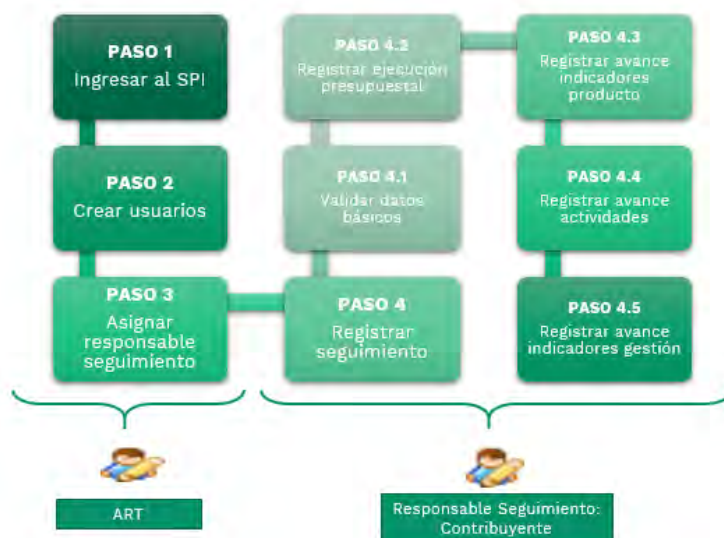 PASO 1
Ingresar al SPI
PASO 2
Crear usuarios
PASO 3
Asignar
responsable
seguimiento
PASO 4
Registrar
seguimiento
PASO 4.1
Validar datos
básicos
PASO 4.2
Registrar ejecución
presupuestal
PASO 4.3
Registrar avance
indicadores
producto
PASO 4.4
Registrar avance
actividades
PASO 4.5
Registrar avance
indicadores gestión
ART
Responsable Seguimiento:
Contribuyente